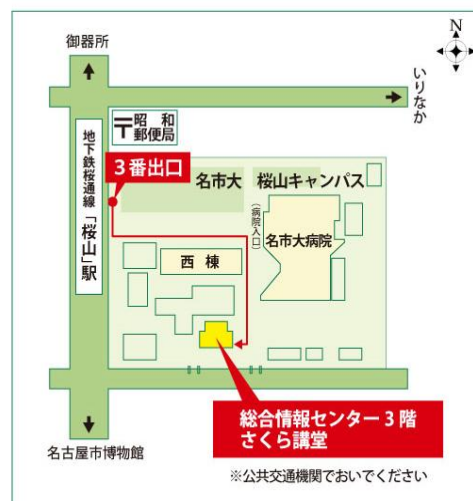 御器所
N
いりなか
〒昭和
郵便局
地下鉄桜通線「桜山」駅
3番出口
名市大 桜山キャンパス
(病院入口)
名市大病院
西棟
総合情報センター3階
さくら講堂
名古屋市博物館
※公共交通機関でおいでください